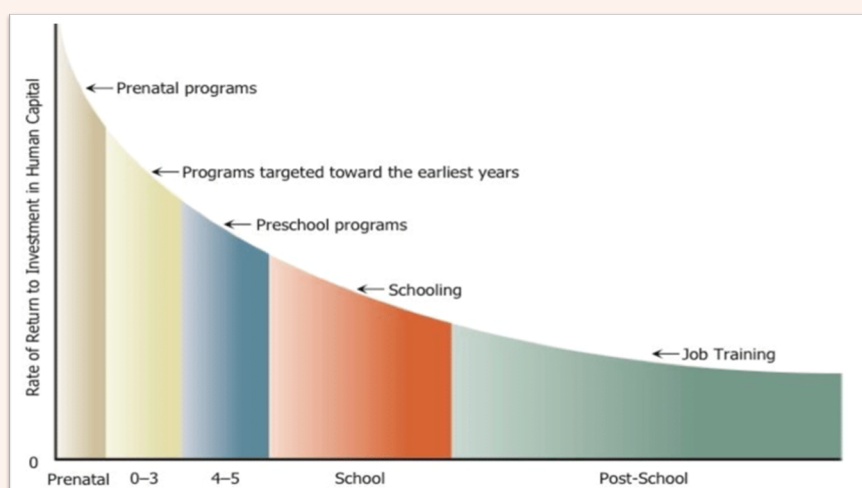 Rate of Return to Investment in Human Capital
Prenatal programs
Programs targeted toward the earliest years
Preschool programs
Schooling
Job Training
0
Prenatal
0–3
4–5
School
Post-School